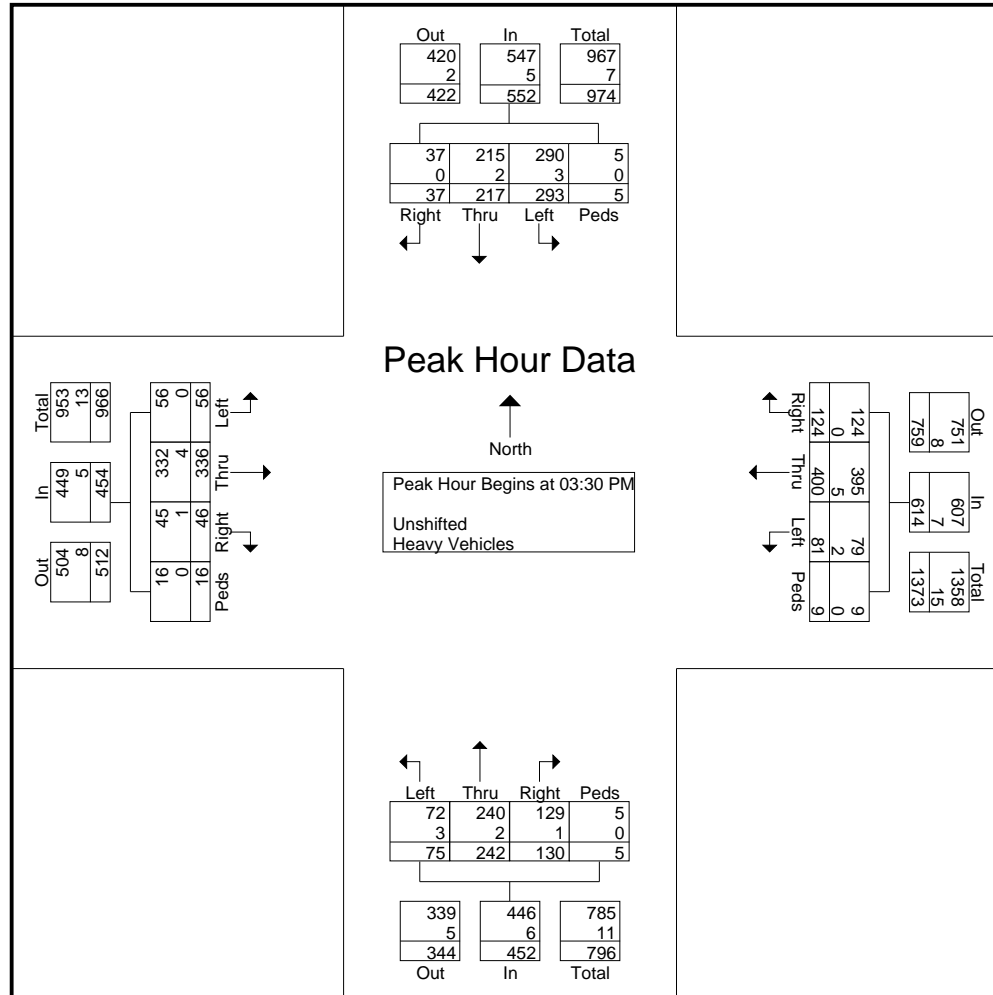 Out In Total
420 547 967
2 5 7
422 552 974
37 215 290 5
0 2 3 0
37 217 293 5
Right Thru Left Peds
Peak Hour Data
North
Peak Hour Begins at 03:30 PM
Unshifted
Heavy Vehicles
Total
953
13
966
In
449
5
454
Out
504
8
512
56
0
56
Left
332
4
336
Thru
45
1
46
Right
16
0
16
Peds
Right
124
0
124
Thru
400
5
395
Left
81
2
79
Peds
9
0
9
Out
751
8
759
In
607
7
614
Total
1358
15
1373
Left Thru Right Peds
72 240 129 5
3 2 1 0
75 242 130 5
339 446 785
5 6 11
344 452 796
Out In Total